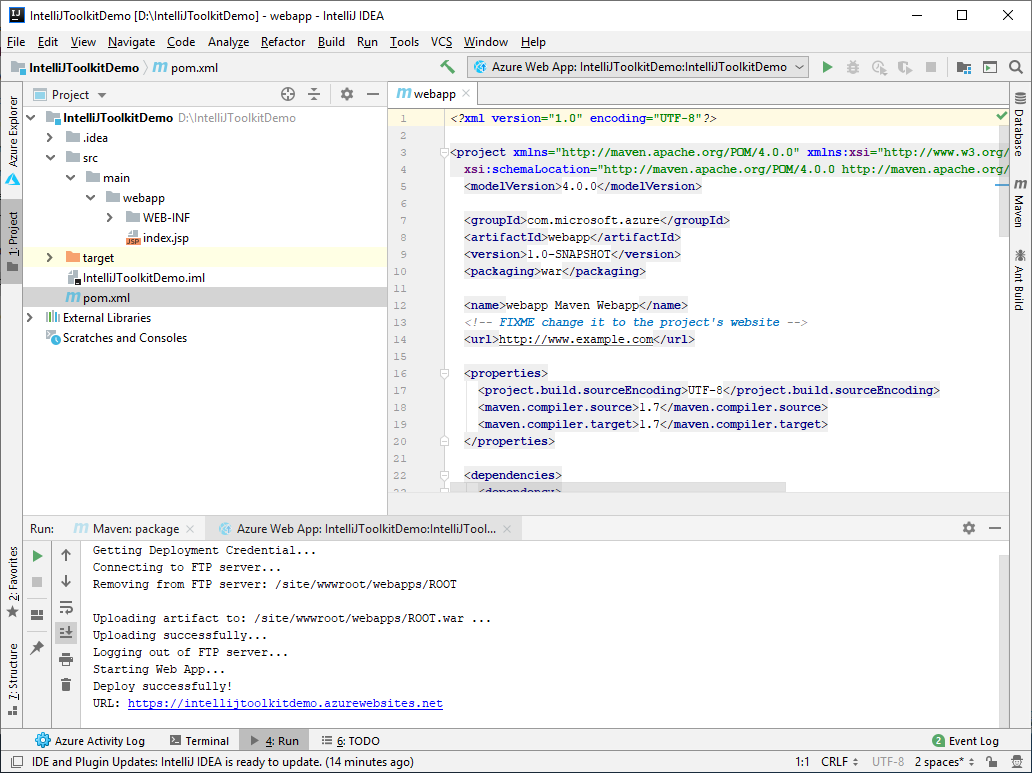 IntelliJToolkitDemo [D:\IntelliJToolkitDemo] - webapp - IntelliJ IDEA
File Edit View Navigate Code Analyze Refactor Build Run Tools VCS Window Help
IntelliJToolkitDemo pom.xml
Azure Web App: IntelliJToolkitDemo:IntelliJToolkitDemo
Azure Explorer
1: Project
2: Favorites
7: Structure
Project
IntelliJToolkitDemo D:\IntelliJToolkitDemo
.idea
src
main
webapp
WEB-INF
JSP index.jsp
target
IntelliJToolkitDemo.iml
pom.xml
External Libraries
Scratches and Consoles
webapp
1 <?xml version="1.0" encoding="UTF-8"?>
2
3 <project xmlns="http://maven.apache.org/POM/4.0.0" xmlns:xsi="http://www.w3.org/
4 xsi:schemaLocation="http://maven.apache.org/POM/4.0.0 http://maven.apache.org/
5 <modelVersion>4.0.0</modelVersion>
6
7 <groupId>com.microsoft.azure</groupId>
8 <artifactId>webapp</artifactId>
9 <version>1.0-SNAPSHOT</version>
10 <packaging>war</packaging>
11
12 <name>webapp Maven Webapp</name>
13 <!-- FIXME change it to the project's website -->
14 <url>http://www.example.com</url>
15
16 <properties>
17 <project.build.sourceEncoding>UTF-8</project.build.sourceEncoding>
18 <maven.compiler.source>1.7</maven.compiler.source>
19 <maven.compiler.target>1.7</maven.compiler.target>
20 </properties>
21
22 <dependencies>
23 <dependency>
Database
Maven
Ant Build
Run: Maven: package Azure Web App: IntelliJToolkitDemo:IntelliJTool...
Getting Deployment Credential...
Connecting to FTP server...
Removing from FTP server: /site/wwwroot/webapps/ROOT
Uploading artifact to: /site/wwwroot/webapps/ROOT.war ...
Uploading successfully...
Logging out of FTP server...
Starting Web App...
Deploy successfully!
URL: https://intellijtoolkitdemo.azurewebsites.net
Azure Activity Log Terminal 4: Run 6: TODO 2 Event Log
IDE and Plugin Updates: IntelliJ IDEA is ready to update. (14 minutes ago) 1:1 CRLF UTF-8 2 spaces*